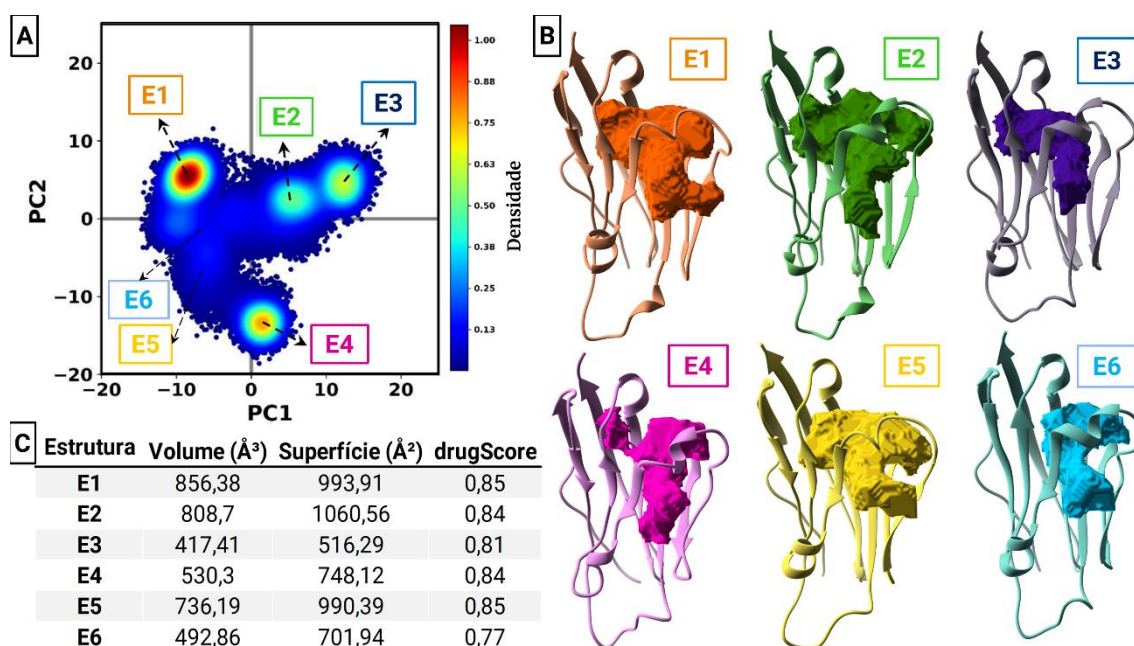 A
E1
E2
E3
E6
E5
E4
20
10
0
−10
−20
−20 −10 0 10 20
PC2
PC1
1.00
0.88
0.75
0.63
0.50
0.38
0.25
0.13
Densidade
B
E1
E2
E3
E4
E5
E6
C
Estrutura Volume (Å³) Superfície (Å²) drugScore
E1 856,38 993,91 0,85
E2 808,7 1060,56 0,84
E3 417,41 516,29 0,81
E4 530,3 748,12 0,84
E5 736,19 990,39 0,85
E6 492,86 701,94 0,77